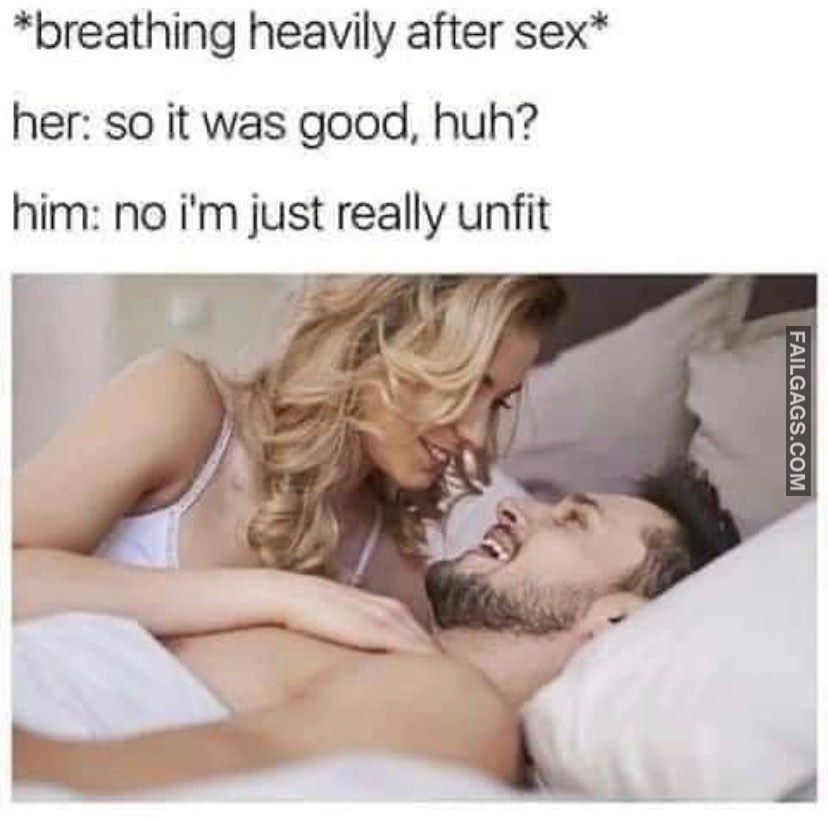 *breathing heavily after sex*
her: so it was good, huh?
him: no i'm just really unfit
FAILGAGS.COM